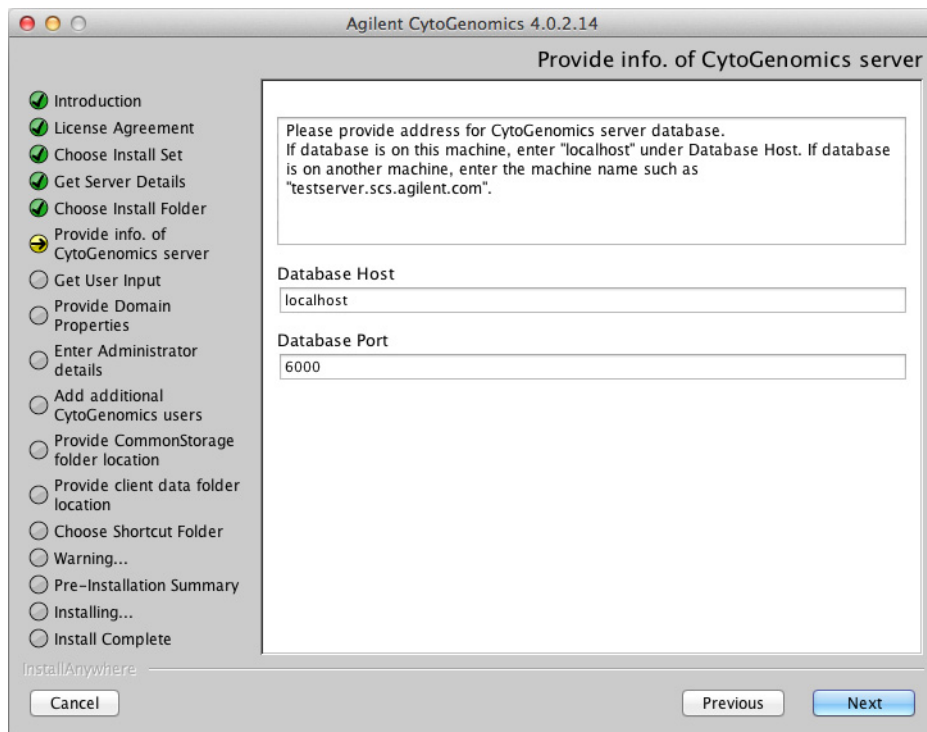 Agilent CytoGenomics 4.0.2.14
Provide info. of CytoGenomics server
Introduction
License Agreement
Choose Install Set
Get Server Details
Choose Install Folder
Provide info. of
CytoGenomics server
Get User Input
Provide Domain
Properties
Enter Administrator
details
Add additional
CytoGenomics users
Provide CommonStorage
folder location
Provide client data folder
location
Choose Shortcut Folder
Warning...
Pre-Installation Summary
Installing...
Install Complete
Please provide address for CytoGenomics server database.
If database is on this machine, enter "localhost" under Database Host. If database
is on another machine, enter the machine name such as
"testserver.scs.agilent.com".
Database Host
localhost
Database Port
6000
InstallAnywhere
Cancel
Previous
Next